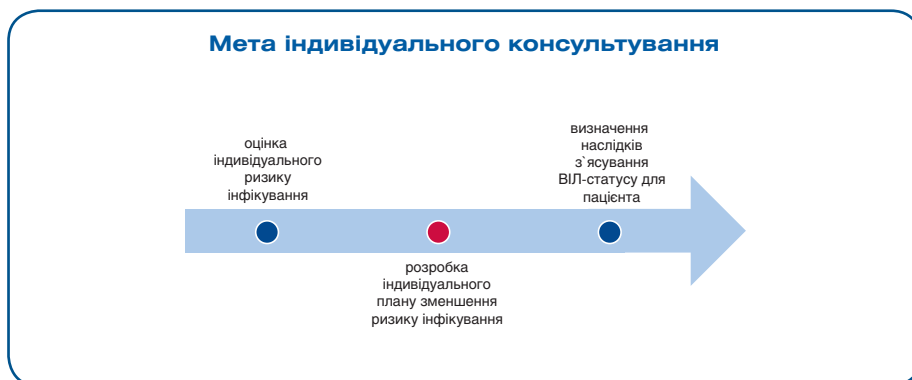 Мета індивідуального консультування
оцінка
індивідуального
ризику
інфікування
розробка
індивідуального
плану зменшення
ризику інфікування
визначення
наслідків
з`ясування
ВІЛ-статусу для
пацієнта